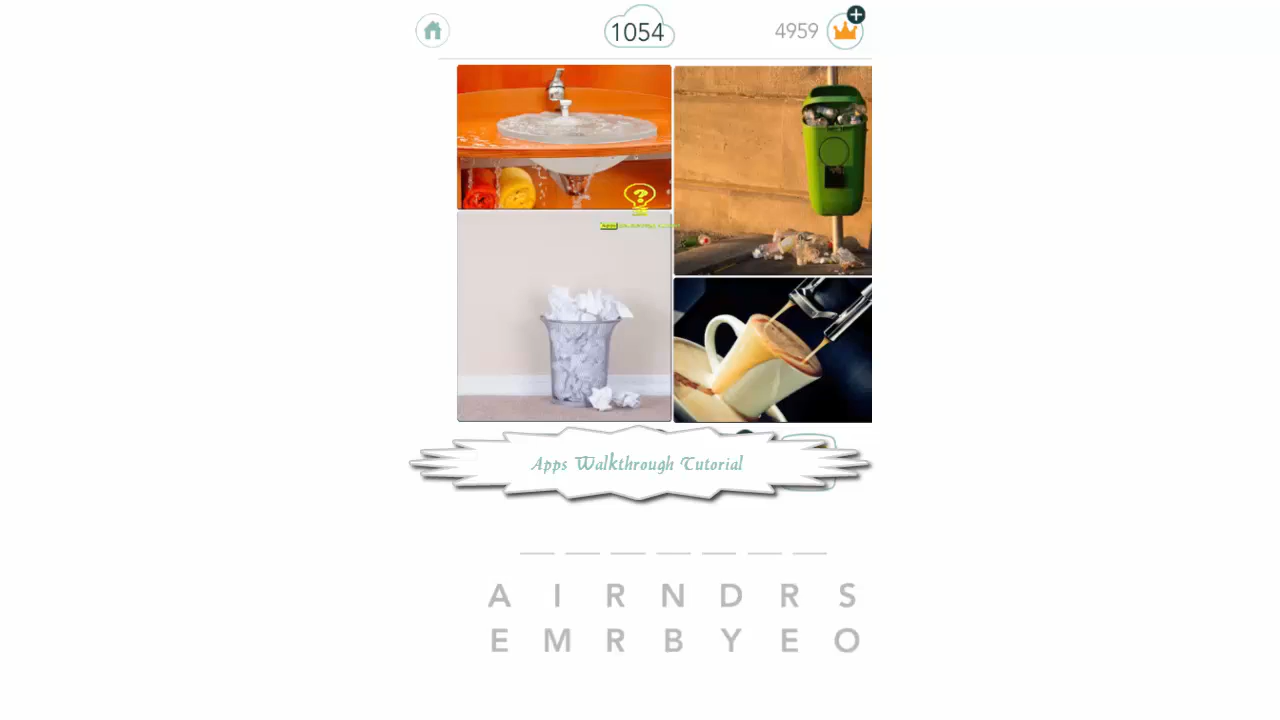 1054
4959
Apps Walkthrough Tutorial
A I R N D R S
E M R B Y E O